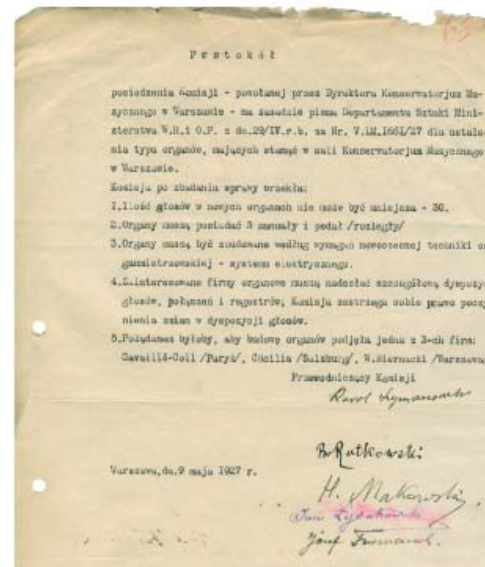 Protokół
posiedzenia Komisji - powołanej przez Dyrektora Konserwatorjum Mu-
zycznego w Warszawie - na zasadzie pisma Departamentu Sztuki Mini-
sterstwa W.R.i O.P. z dn.29/IV.r.b. za Nr. V.IM.1661/27 dla ustale
nia typu organów, mających stanąć w sali Konserwatorjum Muzycznego
w Warszawie.
Komisja po zbadaniu sprawy orzekła:
1.Ilość głosów w nowych organach nie może być mniejsza - 30.
2.Organy muszą posiadać 3 manuały i pedał /rozległy/
3.Organy muszą być zbudowane według wymagań nowoczesnej techniki or
gamistrzowskiej - systemu elektrycznego.
4.Zainteresowane firmy organowe muszą nadesłać szczegółową dyspozyc
głosów, połączeń i registrów, Komisja zastrzega sobie prawo poczy
nienia zmian w dyspozycji głosów.
5.Pożądanem byłoby, aby budowę organów podjęła jedna z 3-ch firm:
Cavaillé-Coll /Paryż/, Cäcilia /Salzburg/, W.Biernacki /Warszawa
Przewodniczący Komisji
Karol Szymanowski
Br Rutkowski
Warszawa,dn.9 maja 1927 r.
H. Makowski
Józef Furmanik.